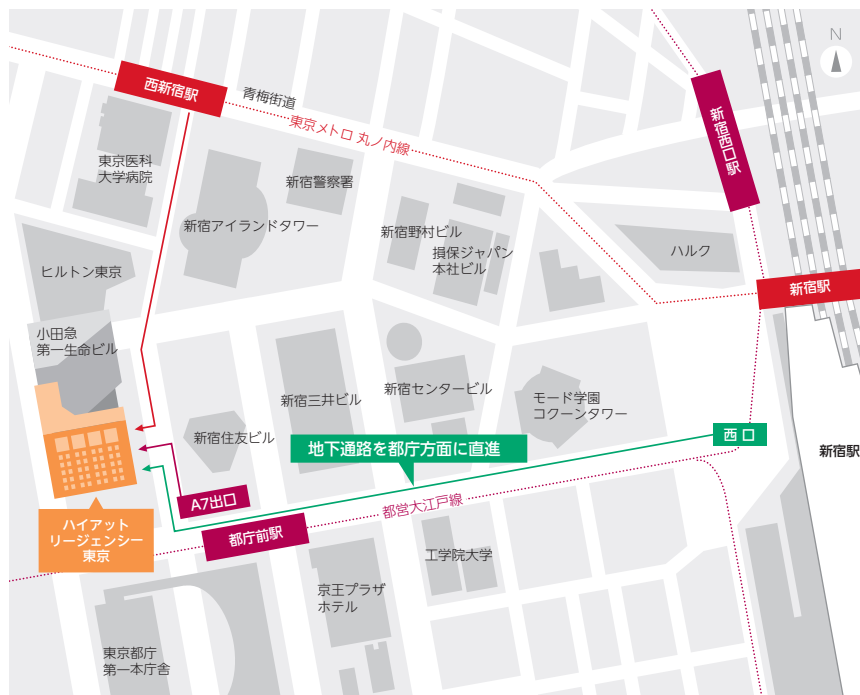 N
西新宿駅
青梅街道
東京メトロ 丸ノ内線
新宿西口駅
東京医科
大学病院
新宿警察署
新宿アイランドタワー
新宿野村ビル
損保ジャパン
本社ビル
ハルク
ヒルトン東京
新宿駅
小田急
第一生命ビル
新宿三井ビル
新宿センタービル
モード学園
コクーンタワー
新宿住友ビル
西口
地下通路を都庁方面に直進
新宿駅
A7出口
都営大江戸線
ハイアット
リージェンシー
東京
都庁前駅
工学院大学
京王プラザ
ホテル
東京都庁
第一本庁舎